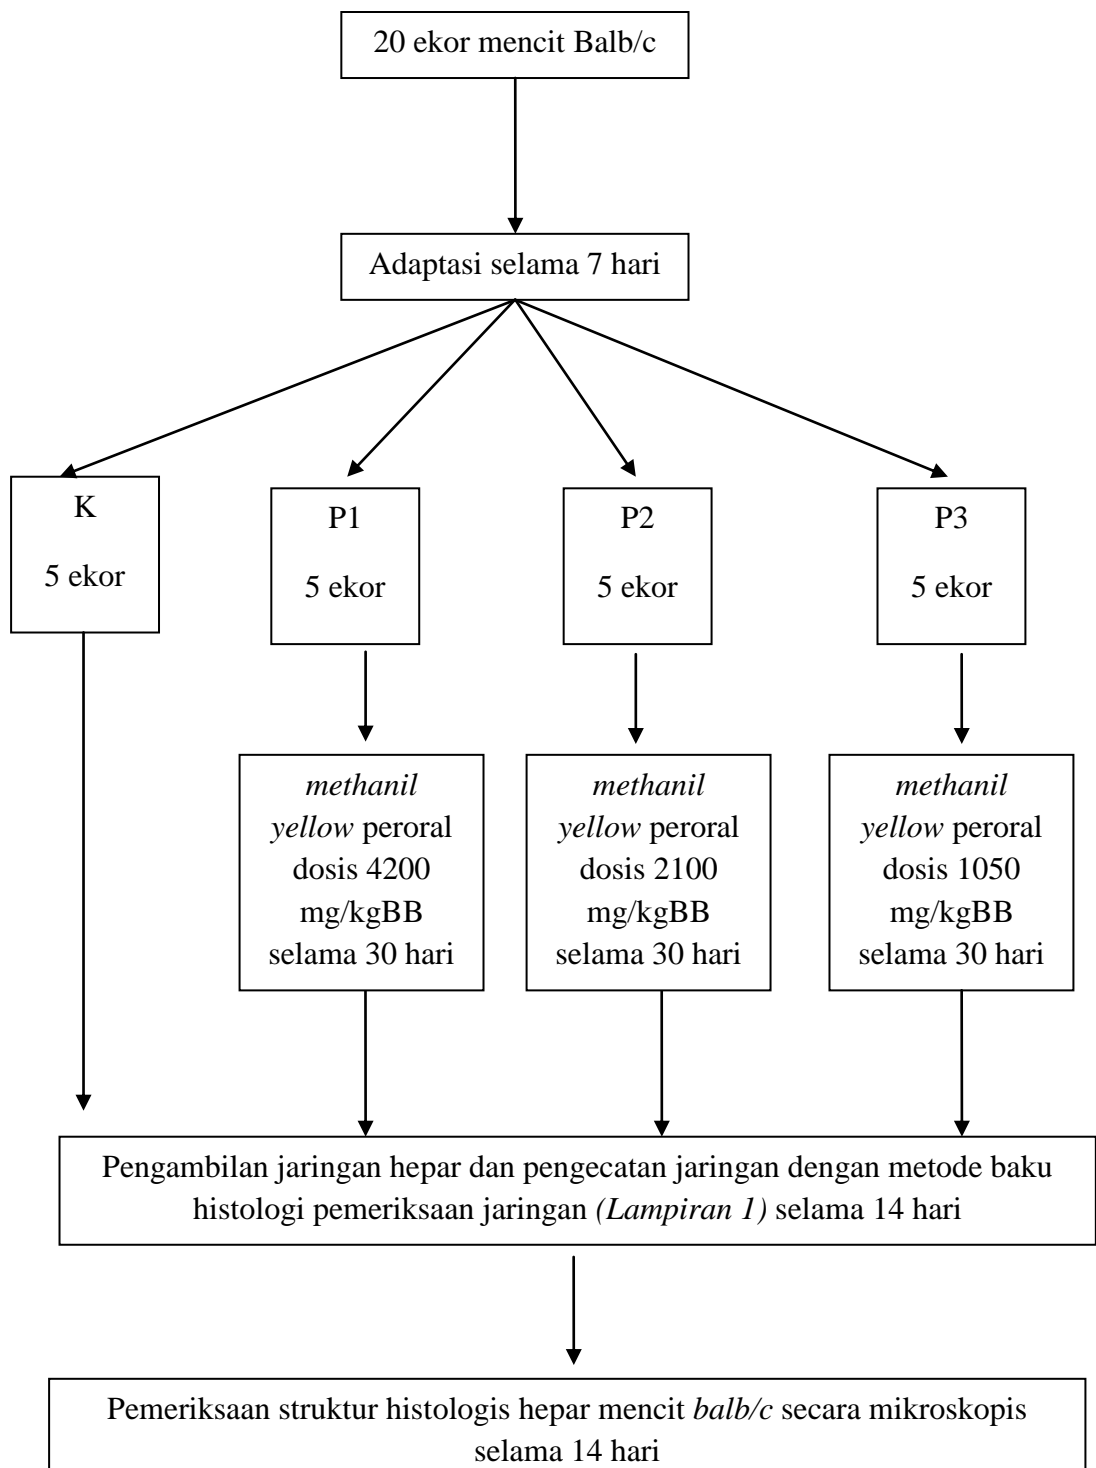 20 ekor mencit Balb/c
Adaptasi selama 7 hari
K
5 ekor
P1
5 ekor
P2
5 ekor
P3
5 ekor
methanil
yellow peroral
dosis 4200
mg/kgBB
selama 30 hari
methanil
yellow peroral
dosis 2100
mg/kgBB
selama 30 hari
methanil
yellow peroral
dosis 1050
mg/kgBB
selama 30 hari
Pengambilan jaringan hepar dan pengecatan jaringan dengan metode baku
histologi pemeriksaan jaringan (Lampiran 1) selama 14 hari
Pemeriksaan struktur histologis hepar mencit balb/c secara mikroskopis
selama 14 hari